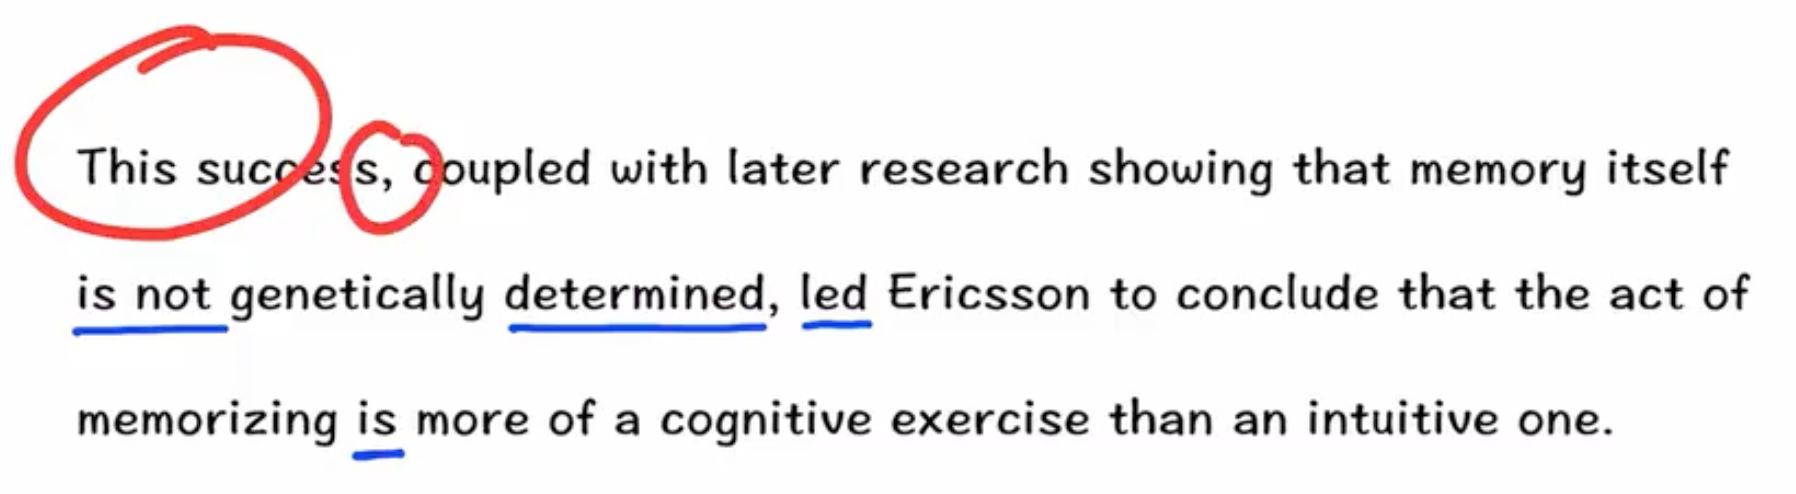 This success, coupled with later research showing that memory itself
is not genetically determined, led Ericsson to conclude that the act of
memorizing is more of a cognitive exercise than an intuitive one.